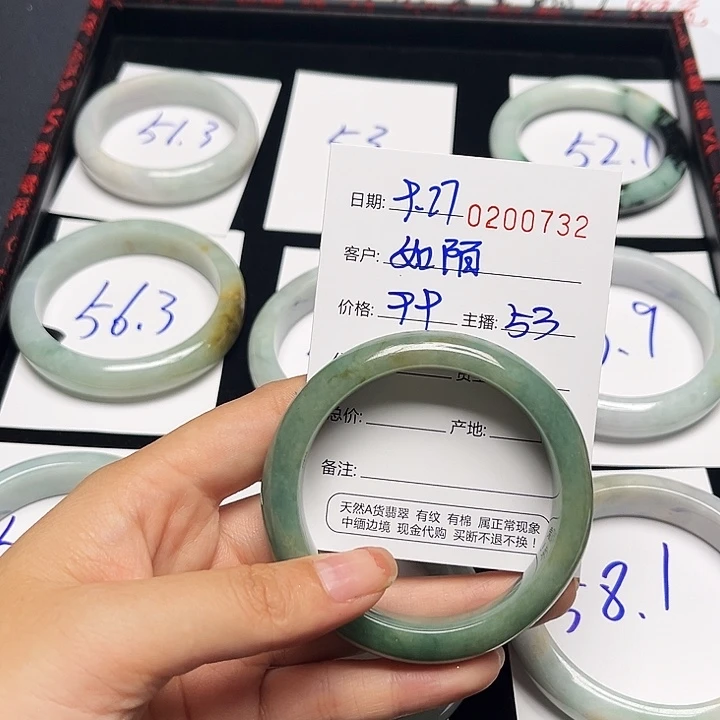 51.3
53
52.1
日期: 0200732
客户: 如陌
价格: 主播: 53
56.3
.9
总价: 产地:
备注:
天然A货翡翠 有纹 有棉 属正常现象
中缅边境 现金代购 买断不退不换！
58.1